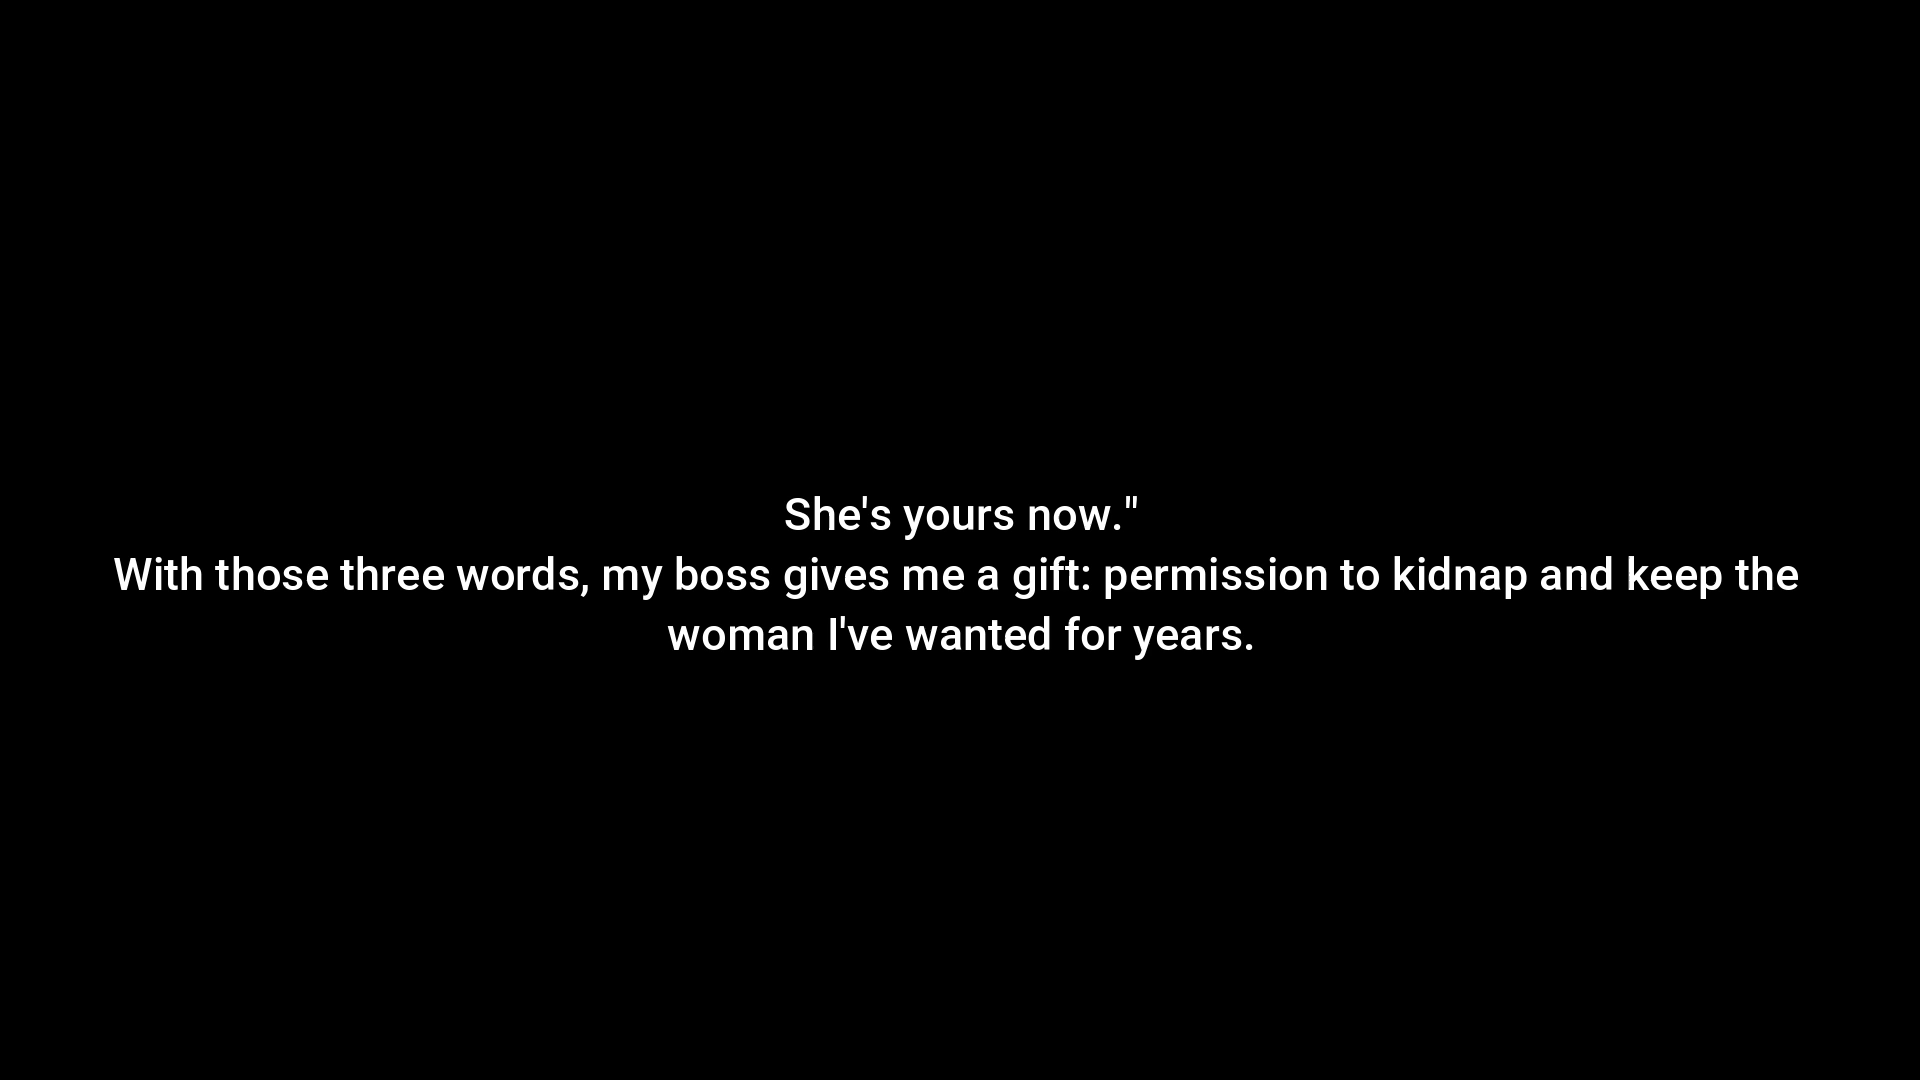 She's yours now."
With those three words, my boss gives me a gift: permission to kidnap and keep the
woman I've wanted for years.